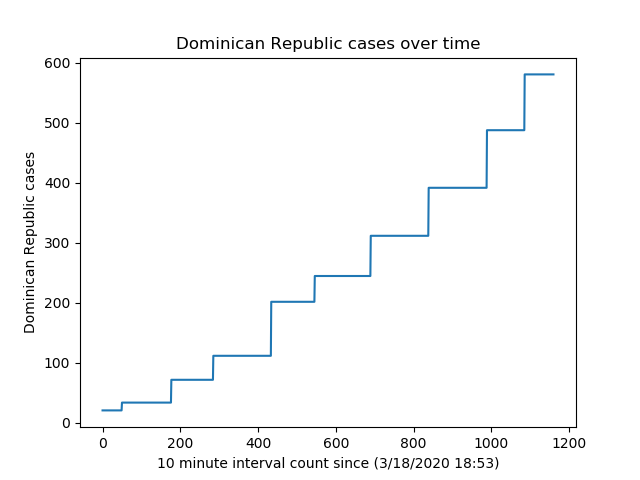 Dominican Republic cases over time
600
500
400
300
200
100
0
Dominican Republic cases
0 200 400 600 800 1000 1200
10 minute interval count since (3/18/2020 18:53)